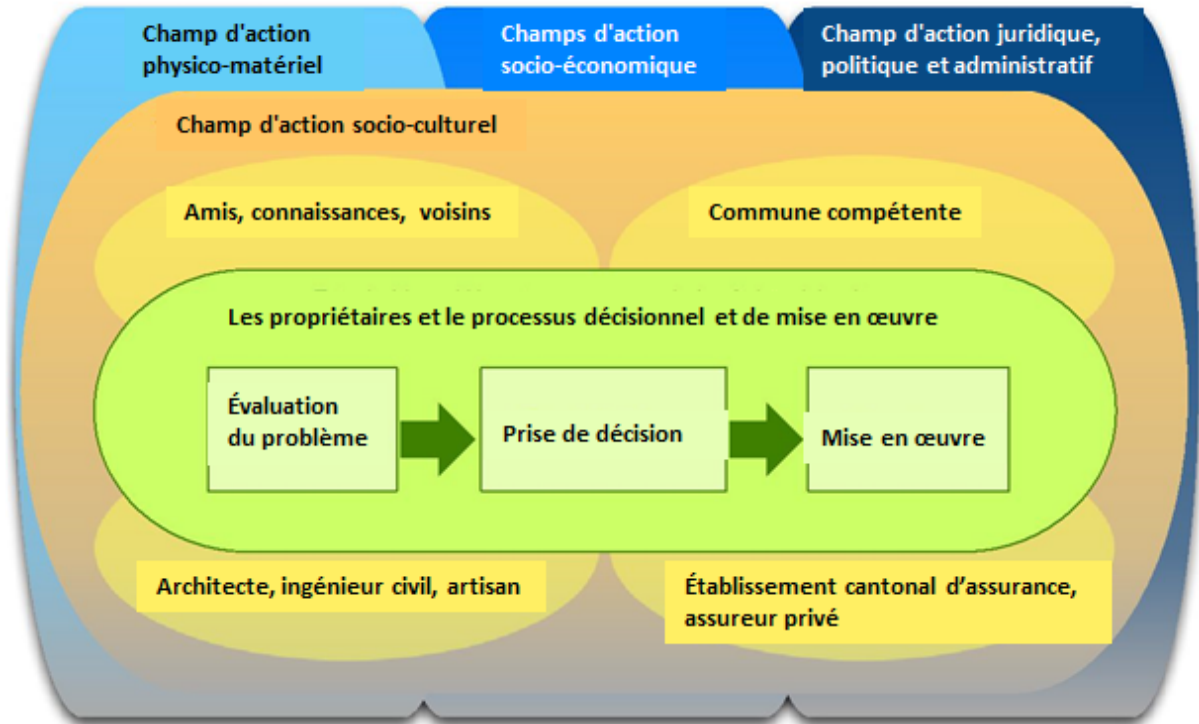 Champ d'action
physico-matériel
Champs d'action
socio-économique
Champ d'action juridique,
politique et administratif
Champ d'action socio-culturel
Amis, connaissances, voisins
Commune compétente
Les propriétaires et le processus décisionnel et de mise en œuvre
Évaluation
du problème
Prise de décision
Mise en œuvre
Architecte, ingénieur civil, artisan
Établissement cantonal d’assurance,
assureur privé